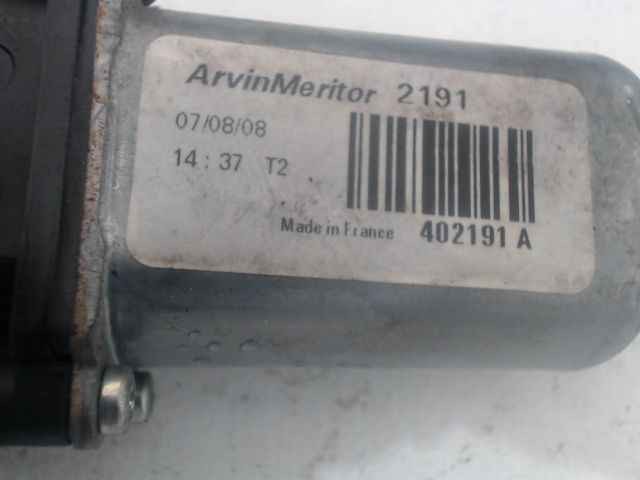 ArvinMeritor 2191
07/08/08
14:37 T2
Made in France 402191 A